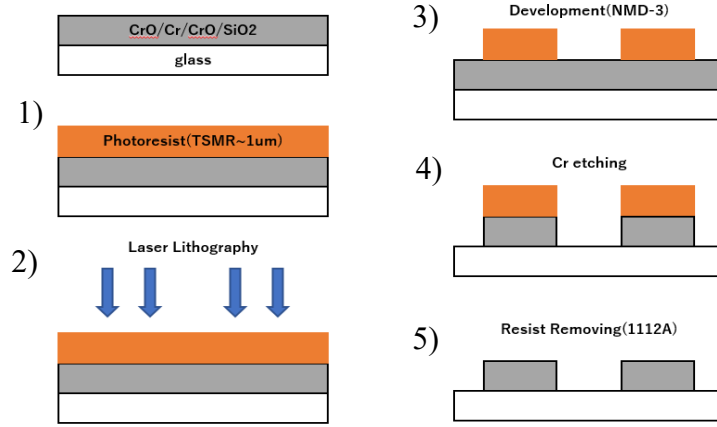 CrO/Cr/CrO/SiO2
glass
1)
Photoresist(TSMR~1um)
2)
Laser Lithography
3)
Development(NMD-3)
4)
Cr etching
5)
Resist Removing(1112A)